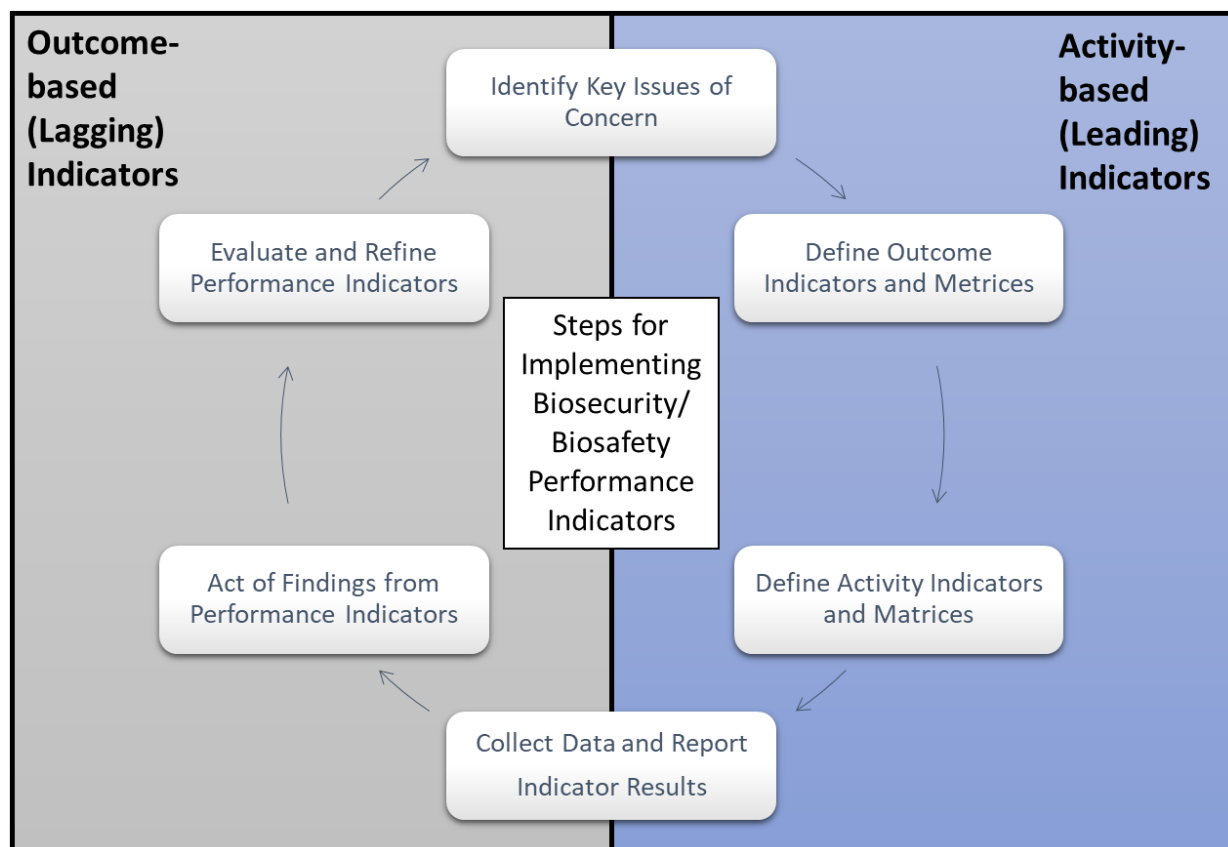 Outcome-
based
(Lagging)
Indicators
Activity-
based
(Leading)
Indicators
Identify Key Issues of
Concern
Define Outcome
Indicators and Metrices
Define Activity Indicators
and Matrices
Collect Data and Report
Indicator Results
Act of Findings from
Performance Indicators
Evaluate and Refine
Performance Indicators
Steps for
Implementing
Biosecurity/
Biosafety
Performance
Indicators